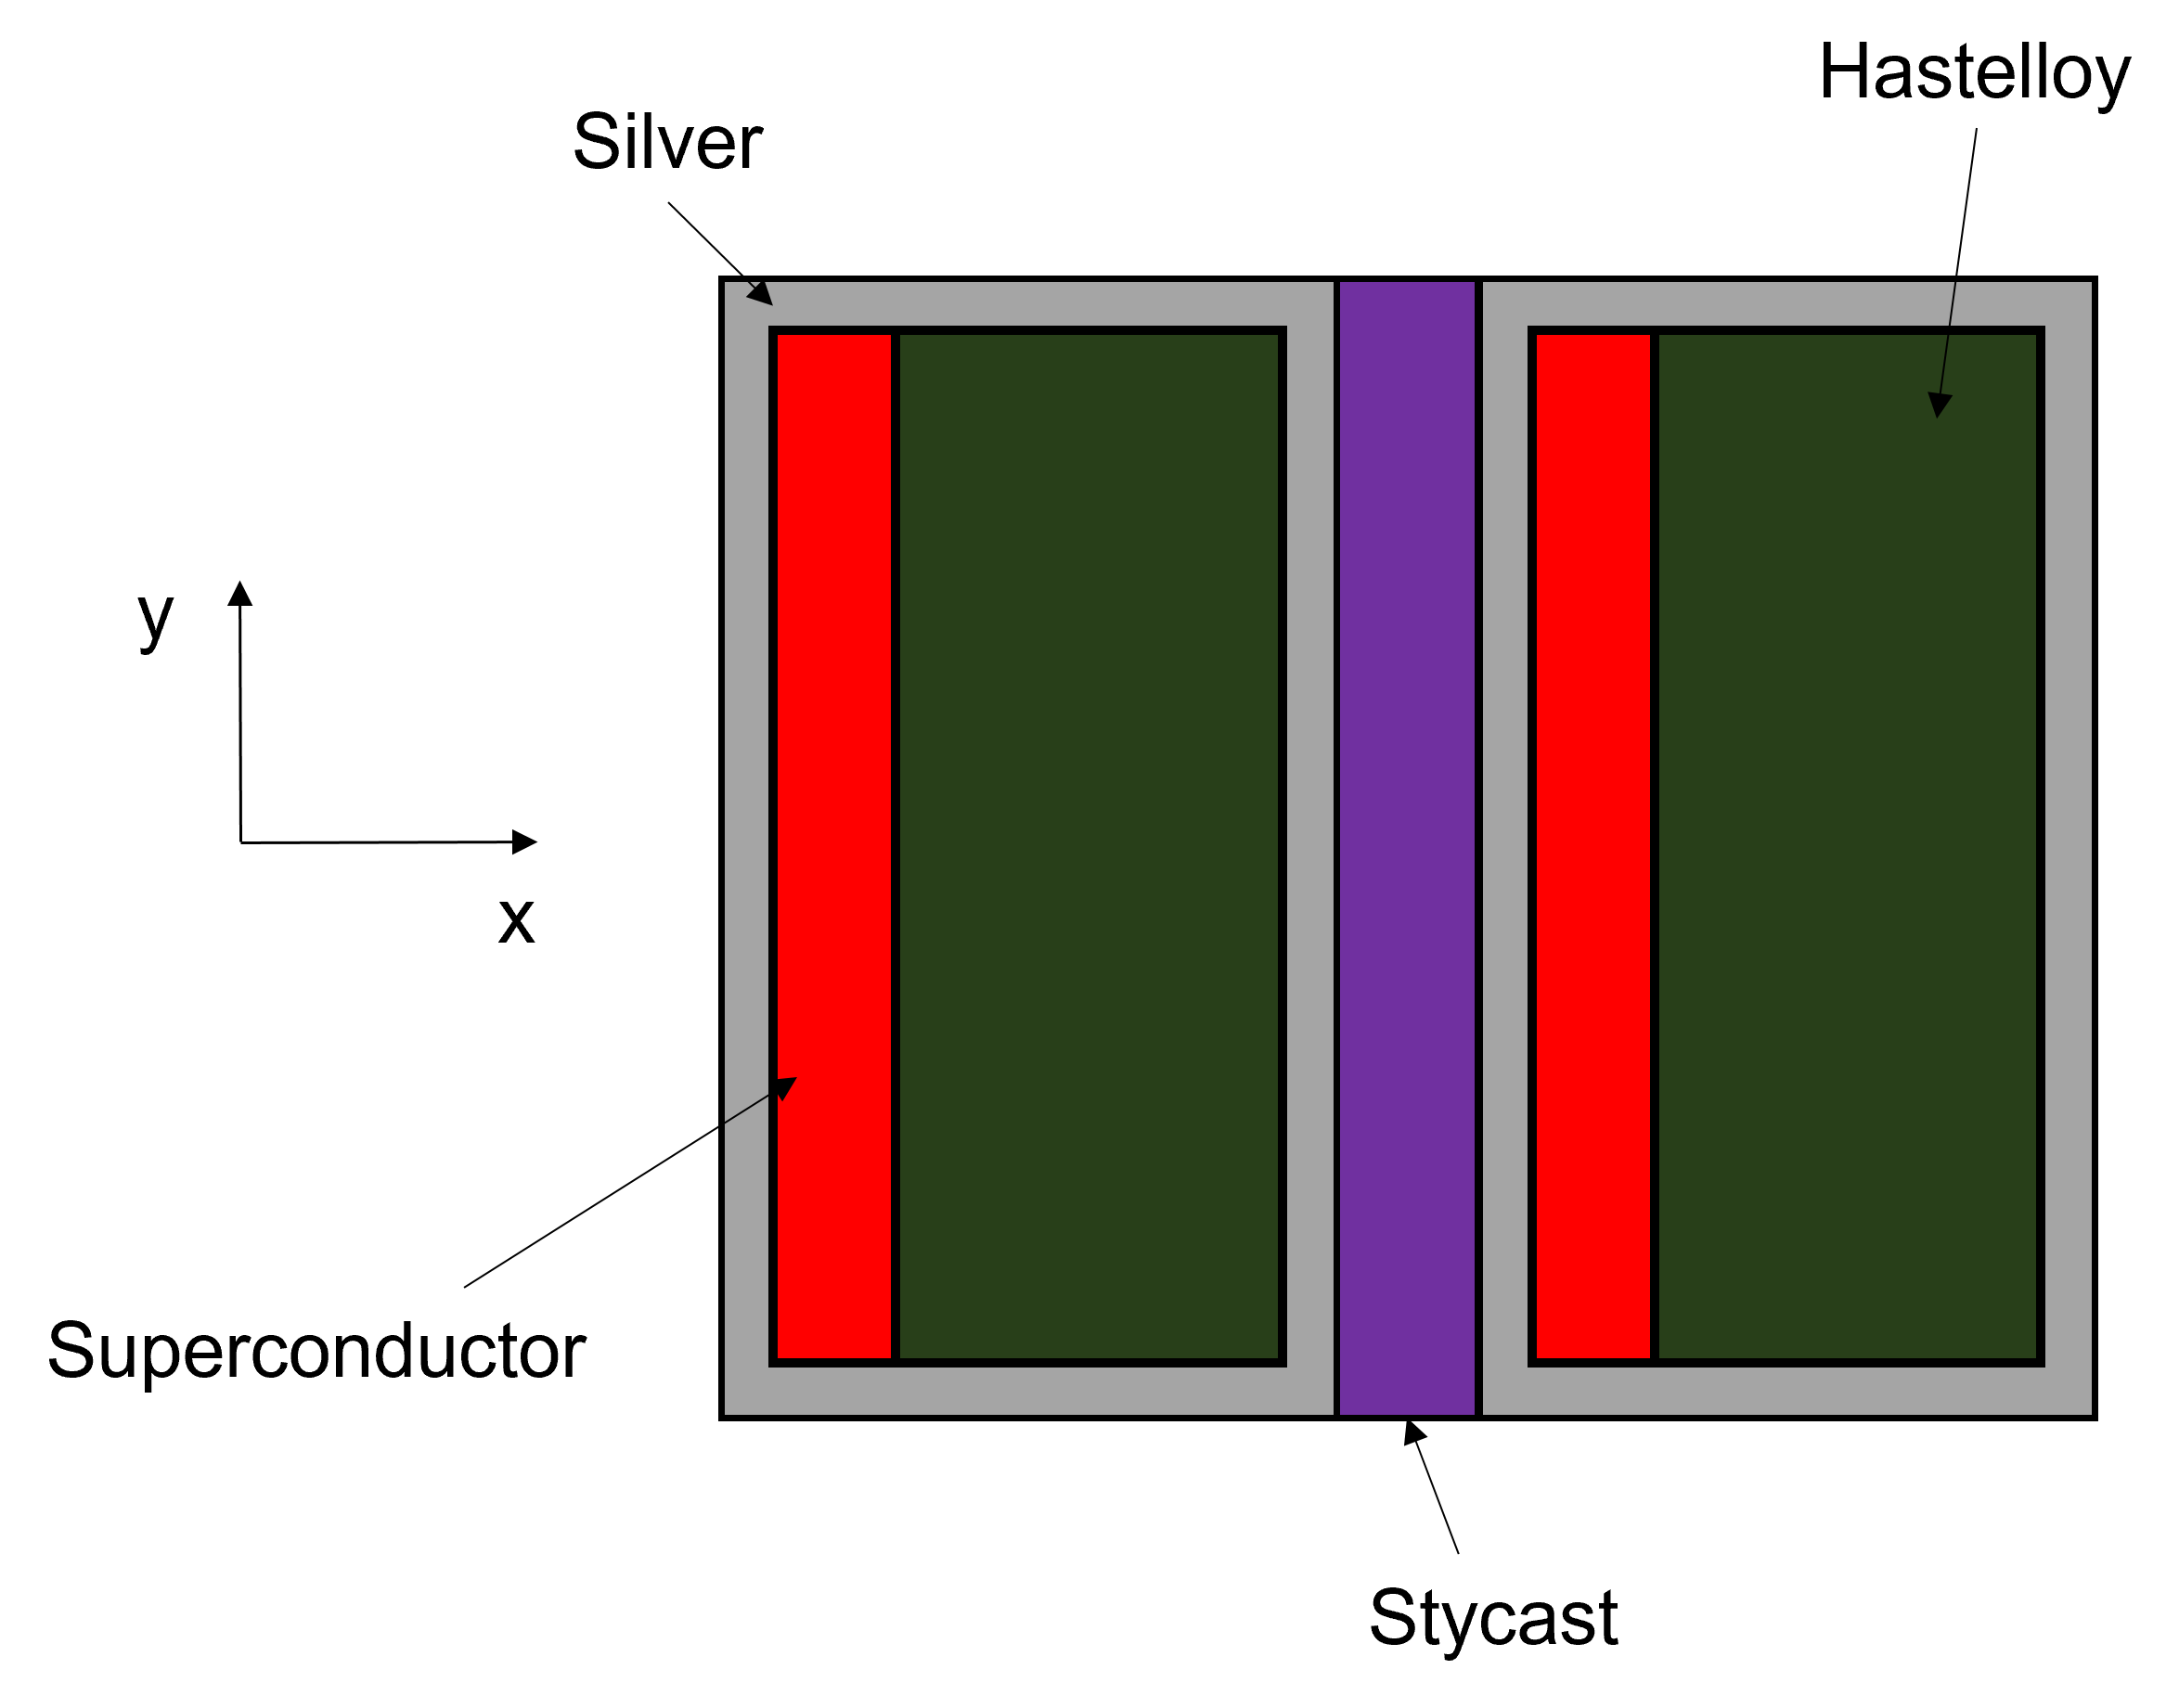 Hastelloy
Silver
y
x
Superconductor
Stycast